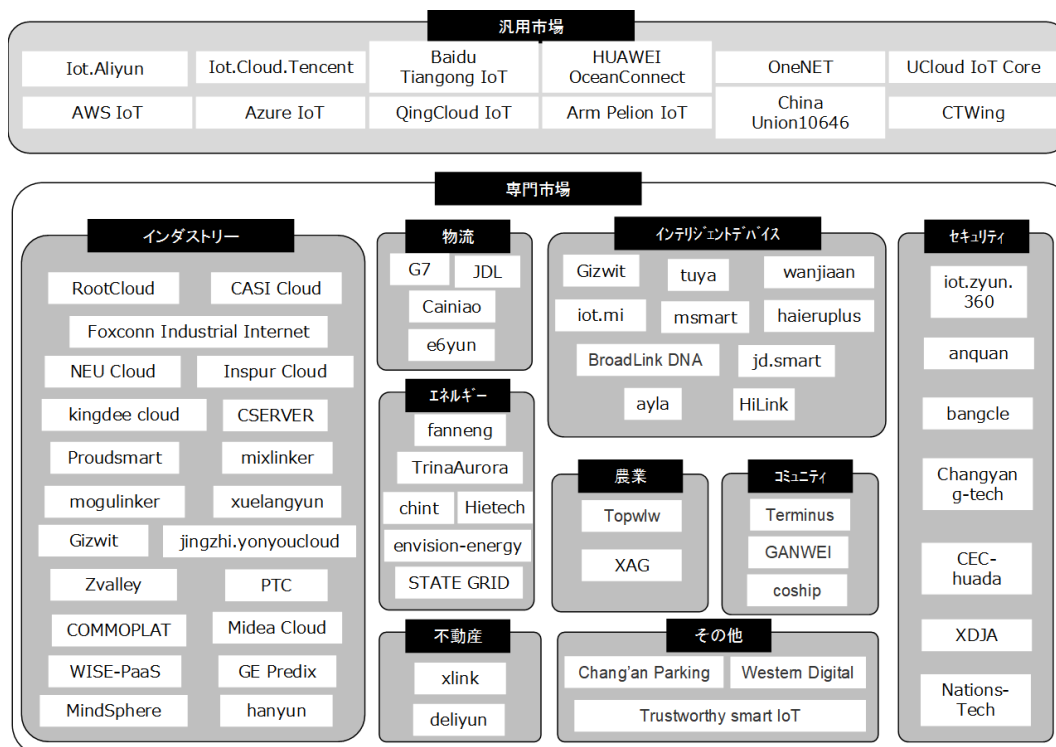 汎用市場
Iot.Aliyun
Iot.Cloud.Tencent
Baidu
Tiangong IoT
HUAWEI
OceanConnect
OneNET
UCloud IoT Core
AWS IoT
Azure IoT
QingCloud IoT
Arm Pelion IoT
China
Union10646
CTWing
専門市場
インダストリー
RootCloud
CASI Cloud
Foxconn Industrial Internet
NEU Cloud
Inspur Cloud
kingdee cloud
CSERVER
Proudsmart
mixlinker
mogulinker
xuelangyun
Gizwit
jingzhi.yonyoucloud
Zvalley
PTC
COMMOPLAT
Midea Cloud
WISE-PaaS
GE Predix
MindSphere
hanyun
物流
G7
JDL
Cainiao
e6yun
エネルギー
fanneng
TrinaAurora
chint
Hietech
envision-energy
STATE GRID
不動産
xlink
deliyun
インテリジェントデバイス
Gizwit
tuya
wanjiaan
iot.mi
msmart
haieruplus
BroadLink DNA
jd.smart
ayla
HiLink
農業
Topwlw
XAG
コミュニティ
Terminus
GANWEI
coship
その他
Chang’an Parking
Western Digital
Trustworthy smart IoT
セキュリティ
iot.zyun.
360
anquan
bangcle
Changyan
g-tech
CEC-
huada
XDJA
Nations-
Tech